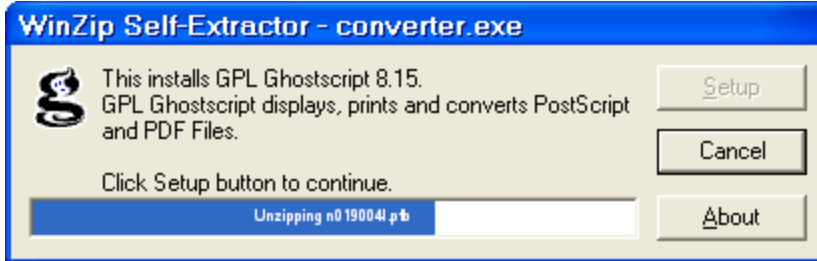 WinZip Self-Extractor - converter.exe
This installs GPL Ghostscript 8.15.
GPL Ghostscript displays, prints and converts PostScript
and PDF Files.
Click Setup button to continue.
Unzipping n019004l.pfb
Setup
Cancel
About